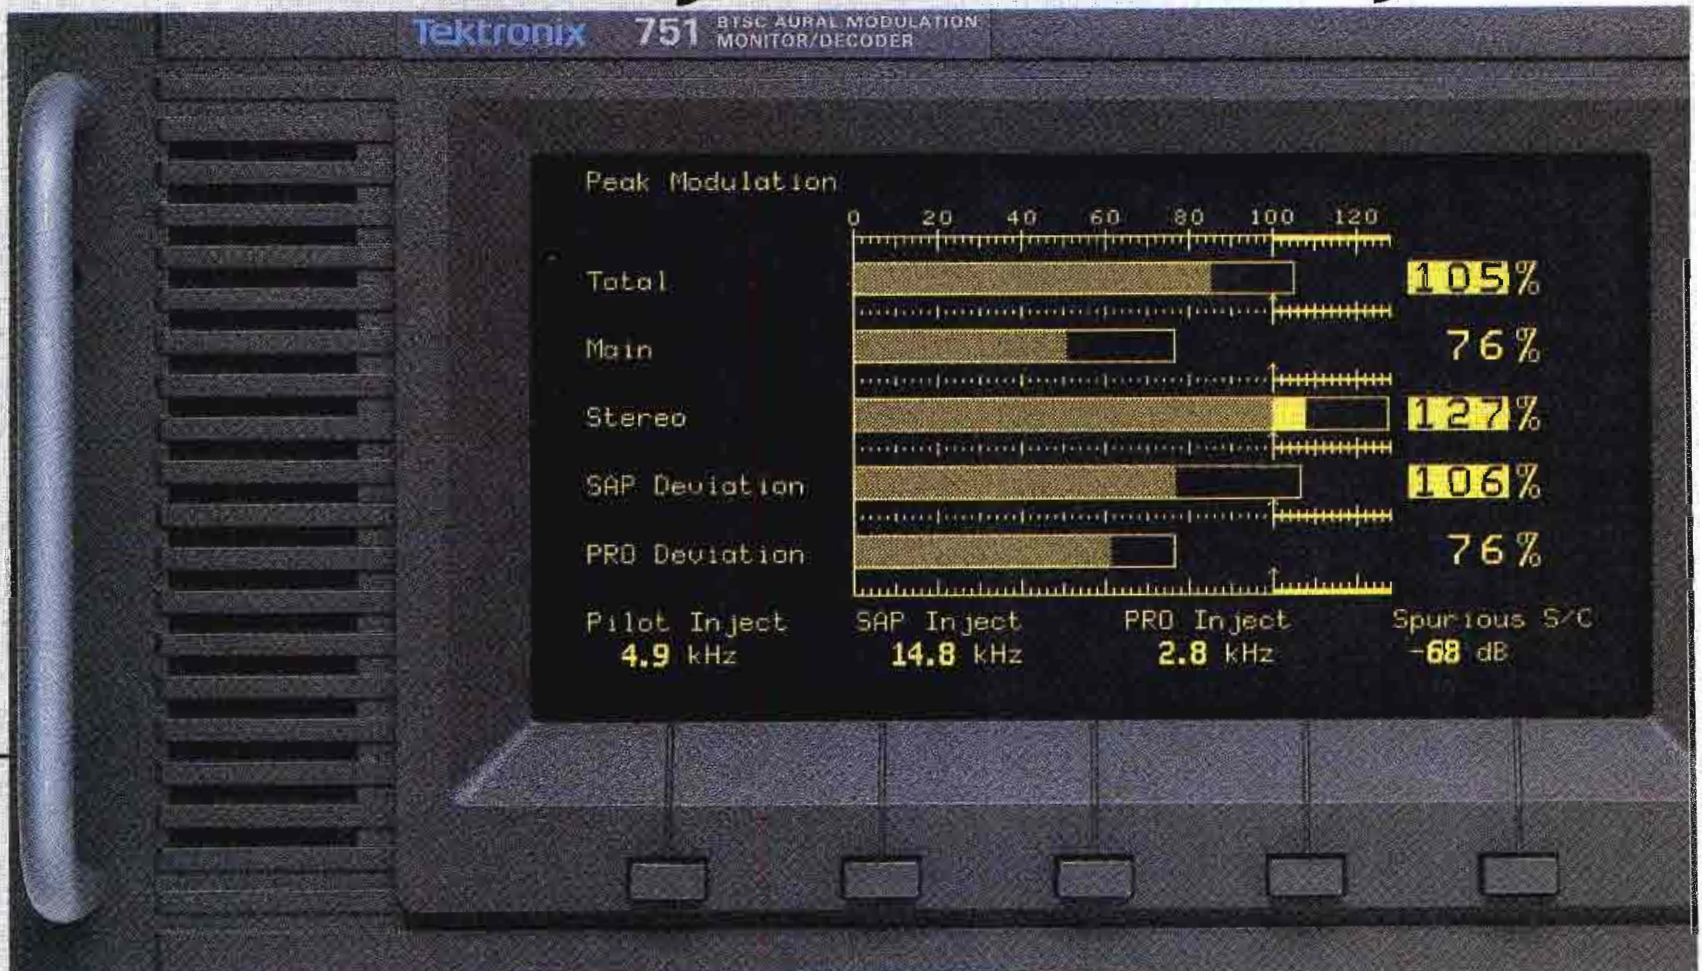 Tektronix 751 BTSC AURAL MODULATION
MONITOR/DECODER
Peak Modulation
0 20 40 60 80 100 120
Total 105%
Main 76%
Stereo 127%
SAP Deviation 106%
PRO Deviation 76%
Pilot Inject SAP Inject PRO Inject Spurious S/C
4.9 kHz 14.8 kHz 2.8 kHz -68 dB